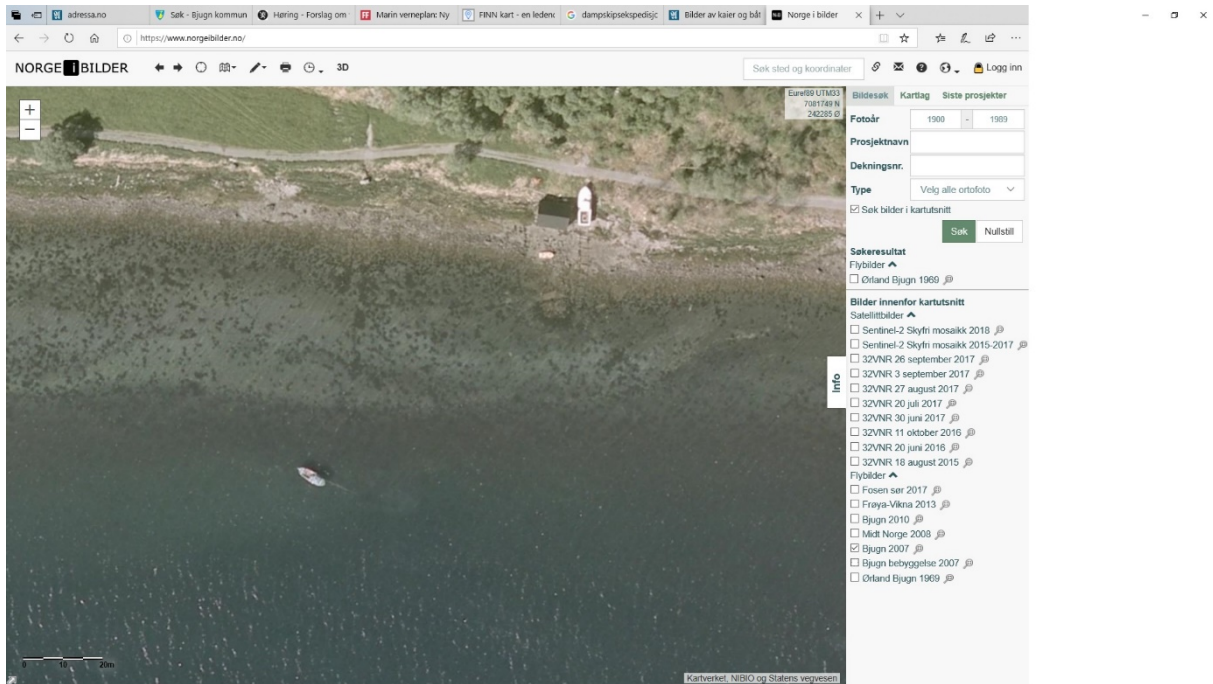 adressa.no
Søk - Bjugn kommun
Høring - Forslag om
Marin verneplan: Ny
FINN kart - en ledend
dampskipsekspedisjo
Bilder av kaier og båt
Norge i bilder
https://www.norgeibilder.no/
NORGE i BILDER
3D
Søk sted og koordinater
Logg inn
+
−
Euref89 UTM33
7081749 N
242285 Ø
Bildesøk Kartlag Siste prosjekter
Fotoår 1900 - 1989
Prosjektnavn
Dekningsnr.
Type Velg alle ortofoto
Søk bilder i kartutsnitt
Søk Nullstill
Søkeresultat
Flybilder
Ørland Bjugn 1969
Bilder innenfor kartutsnitt
Satellittbilder
Sentinel-2 Skyfri mosaikk 2018
Sentinel-2 Skyfri mosaikk 2015-2017
32VNR 26 september 2017
32VNR 3 september 2017
32VNR 27 august 2017
32VNR 20 juli 2017
32VNR 30 juni 2017
32VNR 11 oktober 2016
32VNR 20 juni 2016
32VNR 18 august 2015
Flybilder
Fosen sør 2017
Frøya-Vikna 2013
Bjugn 2010
Midt Norge 2008
Bjugn 2007
Bjugn bebyggelse 2007
Ørland Bjugn 1969
Info
0 10 20m
Kartverket, NIBIO og Statens vegvesen